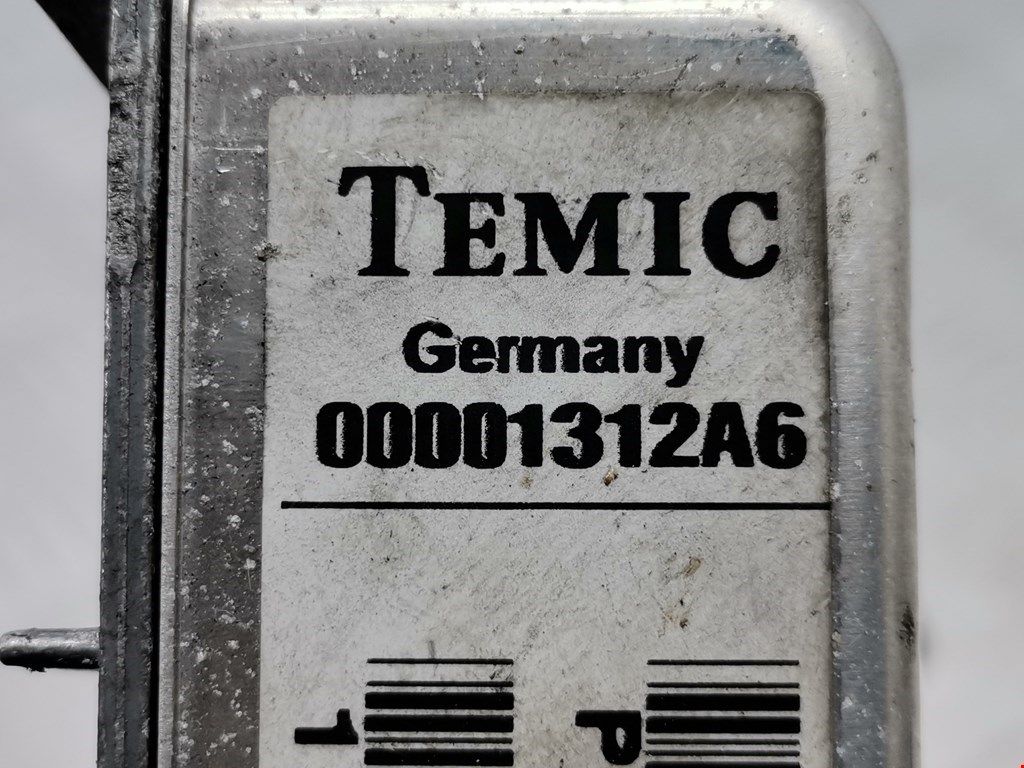 TEMIC
Germany
00001312A6
T
P